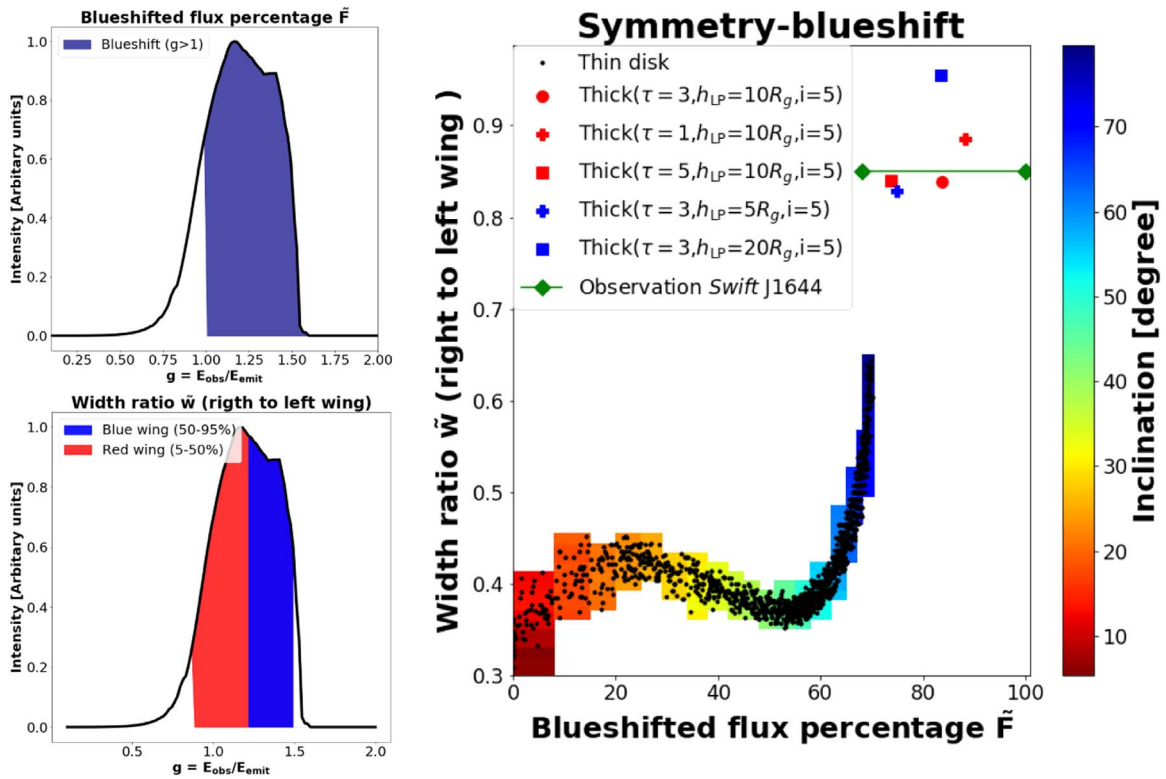 Blueshifted flux percentage F̃
Blueshift (g>1)
Intensity [Arbitary units]
1.0
0.8
0.6
0.4
0.2
0.0
0.25 0.50 0.75 1.00 1.25 1.50 1.75 2.00
g = E_obs/E_emit
Width ratio w̃ (rigth to left wing)
Blue wing (50-95%)
Red wing (5-50%)
Intensity [Arbitary units]
1.0
0.8
0.6
0.4
0.2
0.0
0.5 1.0 1.5 2.0
g = E_obs/E_emit
Symmetry-blueshift
Width ratio w̃ (right to left wing )
0.9
0.8
0.7
0.6
0.5
0.4
0.3
Thin disk
Thick(τ = 3,h_LP=10R_g,i=5)
Thick(τ = 1,h_LP=10R_g,i=5)
Thick(τ = 5,h_LP=10R_g,i=5)
Thick(τ = 3,h_LP=5R_g,i=5)
Thick(τ = 3,h_LP=20R_g,i=5)
Observation Swift J1644
0 20 40 60 80 100
Blueshifted flux percentage F̃
70
60
50
40
30
20
10
Inclination [degree]